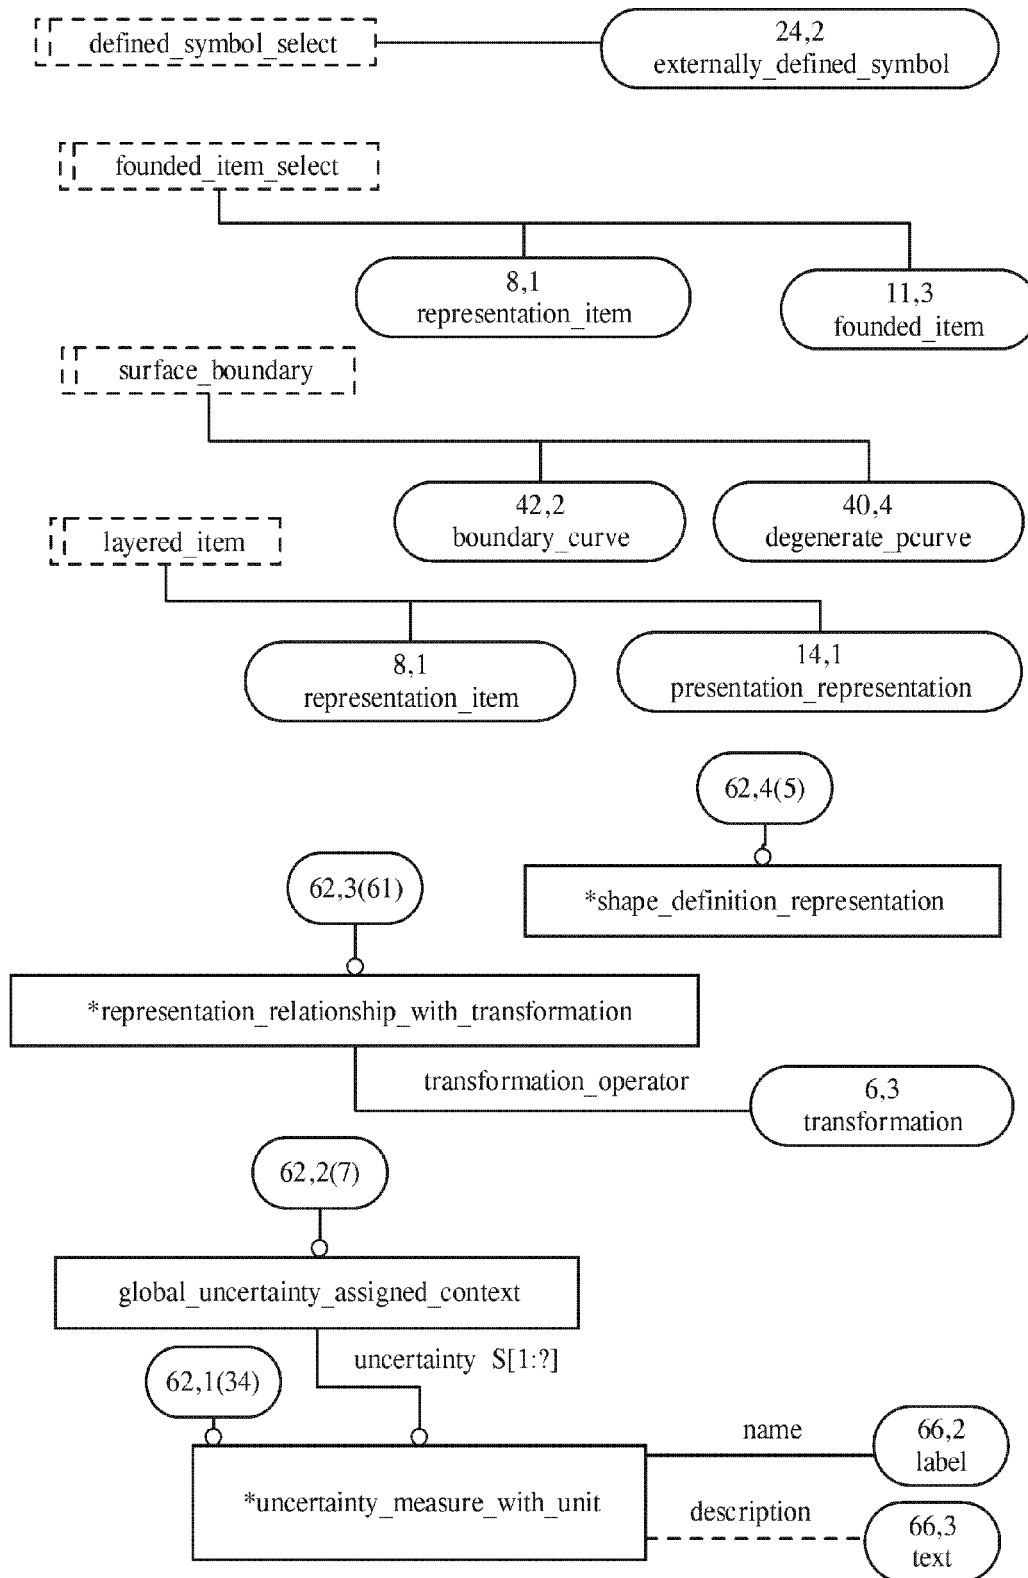 defined_symbol_select
24,2
externally_defined_symbol
founded_item_select
8,1
representation_item
11,3
founded_item
surface_boundary
42,2
boundary_curve
40,4
degenerate_pcurve
layered_item
8,1
representation_item
14,1
presentation_representation
62,4(5)
*shape_definition_representation
62,3(61)
*representation_relationship_with_transformation
transformation_operator
6,3
transformation
62,2(7)
global_uncertainty_assigned_context
uncertainty S[1:?]
62,1(34)
name
66,2
label
*uncertainty_measure_with_unit
description
66,3
text